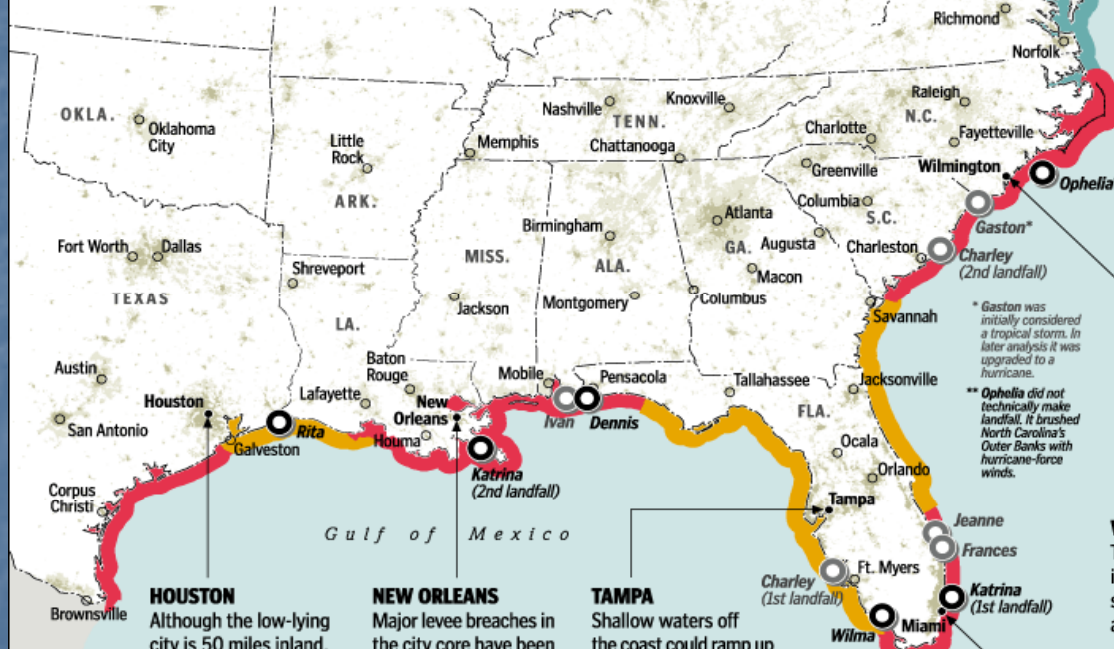 Richmond
Norfolk
OKLA.
Oklahoma
City
Nashville
Knoxville
TENN.
Raleigh
N.C.
Little
Rock
Memphis
Chattanooga
Charlotte
Fayetteville
ARK.
Greenville
Wilmington
Ophelia
Columbia
S.C.
Gaston*
Fort Worth
Dallas
Birmingham
Atlanta
GA.
Augusta
Charleston
Charley
(2nd landfall)
Shreveport
MISS.
ALA.
Macon
TEXAS
Jackson
Montgomery
Columbus
Savannah
* Gaston was
initially considered
a tropical storm. In
later analysis it was
upgraded to a
hurricane.
LA.
Austin
Baton
Rouge
Mobile
Pensacola
Tallahassee
Jacksonville
** Ophelia did not
technically make
landfall. It brushed
North Carolina's
Outer Banks with
hurricane-force
winds.
Houston
Lafayette
New
Orleans
Ivan
Dennis
FLA.
San Antonio
Rita
Galveston
Houma
Ocala
Orlando
Katrina
(2nd landfall)
Corpus
Christi
Tampa
Gulf of Mexico
Jeanne
Frances
Charley
(1st landfall)
Ft. Myers
Katrina
(1st landfall)
Brownsville
Wilma
Miami
HOUSTON
Although the low-lying
city is 50 miles inland,
NEW ORLEANS
Major levee breaches in
the city core have been
TAMPA
Shallow waters off
the coast could ramp up